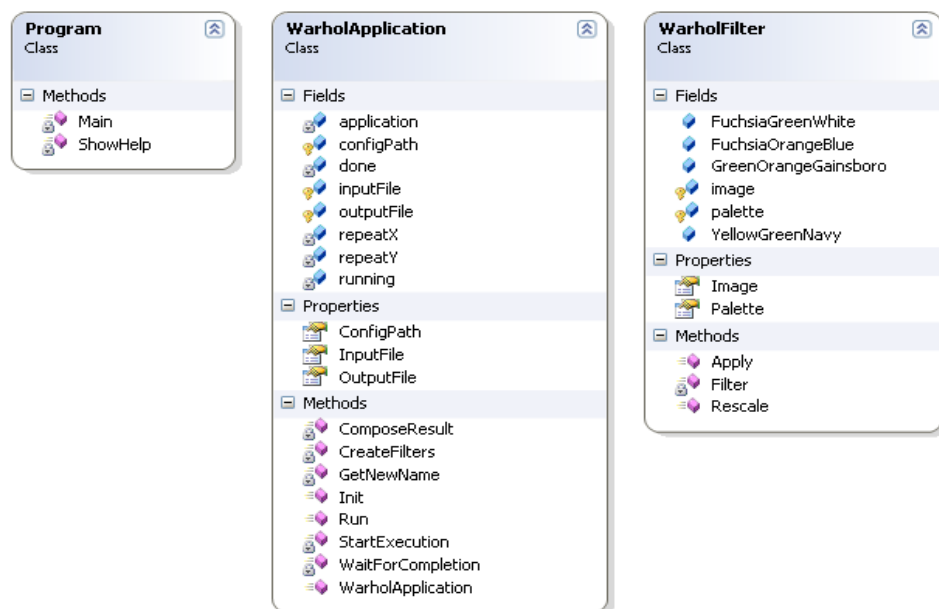 Program
Class
Methods
Main
ShowHelp
WarholApplication
Class
Fields
application
configPath
done
inputFile
outputFile
repeatX
repeatY
running
Properties
ConfigPath
InputFile
OutputFile
Methods
ComposeResult
CreateFilters
GetNewName
Init
Run
StartExecution
WaitForCompletion
WarholApplication
WarholFilter
Class
Fields
FuchsiaGreenWhite
FuchsiaOrangeBlue
GreenOrangeGainsboro
image
palette
YellowGreenNavy
Properties
Image
Palette
Methods
Apply
Filter
Rescale